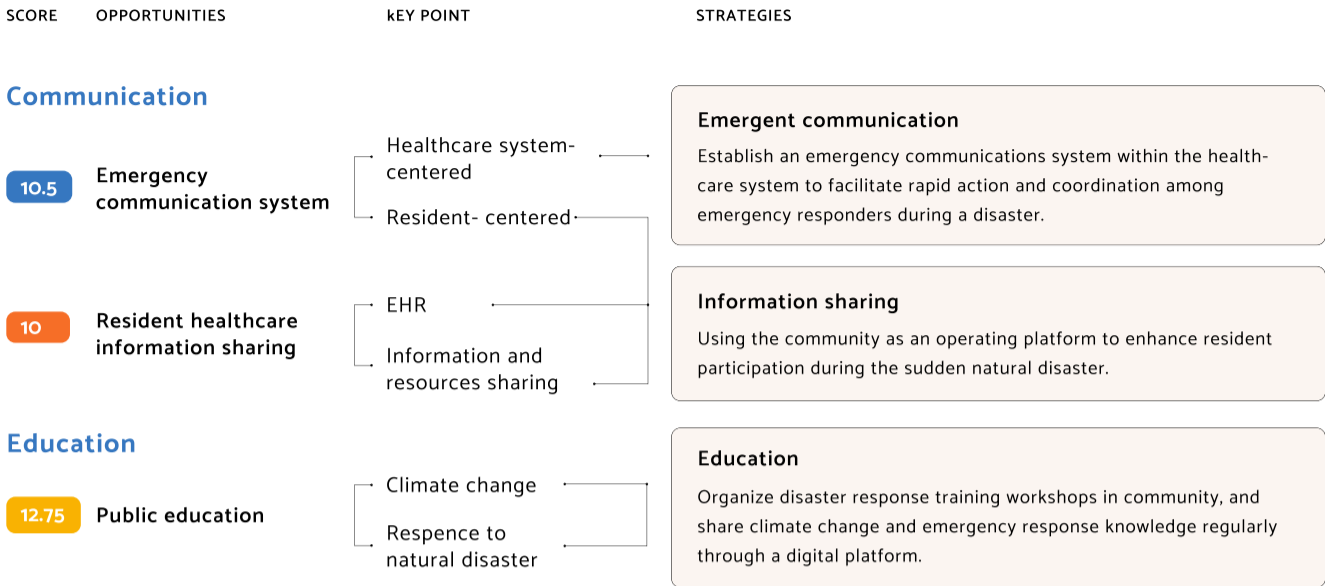 SCORE OPPORTUNITIES kEY POINT STRATEGIES
Communication
10.5
Emergency
communication system
Healthcare system-
centered
Resident- centered
Emergent communication
Establish an emergency communications system within the health-
care system to facilitate rapid action and coordination among
emergency responders during a disaster.
10
Resident healthcare
information sharing
EHR
Information and
resources sharing
Information sharing
Using the community as an operating platform to enhance resident
participation during the sudden natural disaster.
Education
12.75
Public education
Climate change
Respence to
natural disaster
Education
Organize disaster response training workshops in community, and
share climate change and emergency response knowledge regularly
through a digital platform.